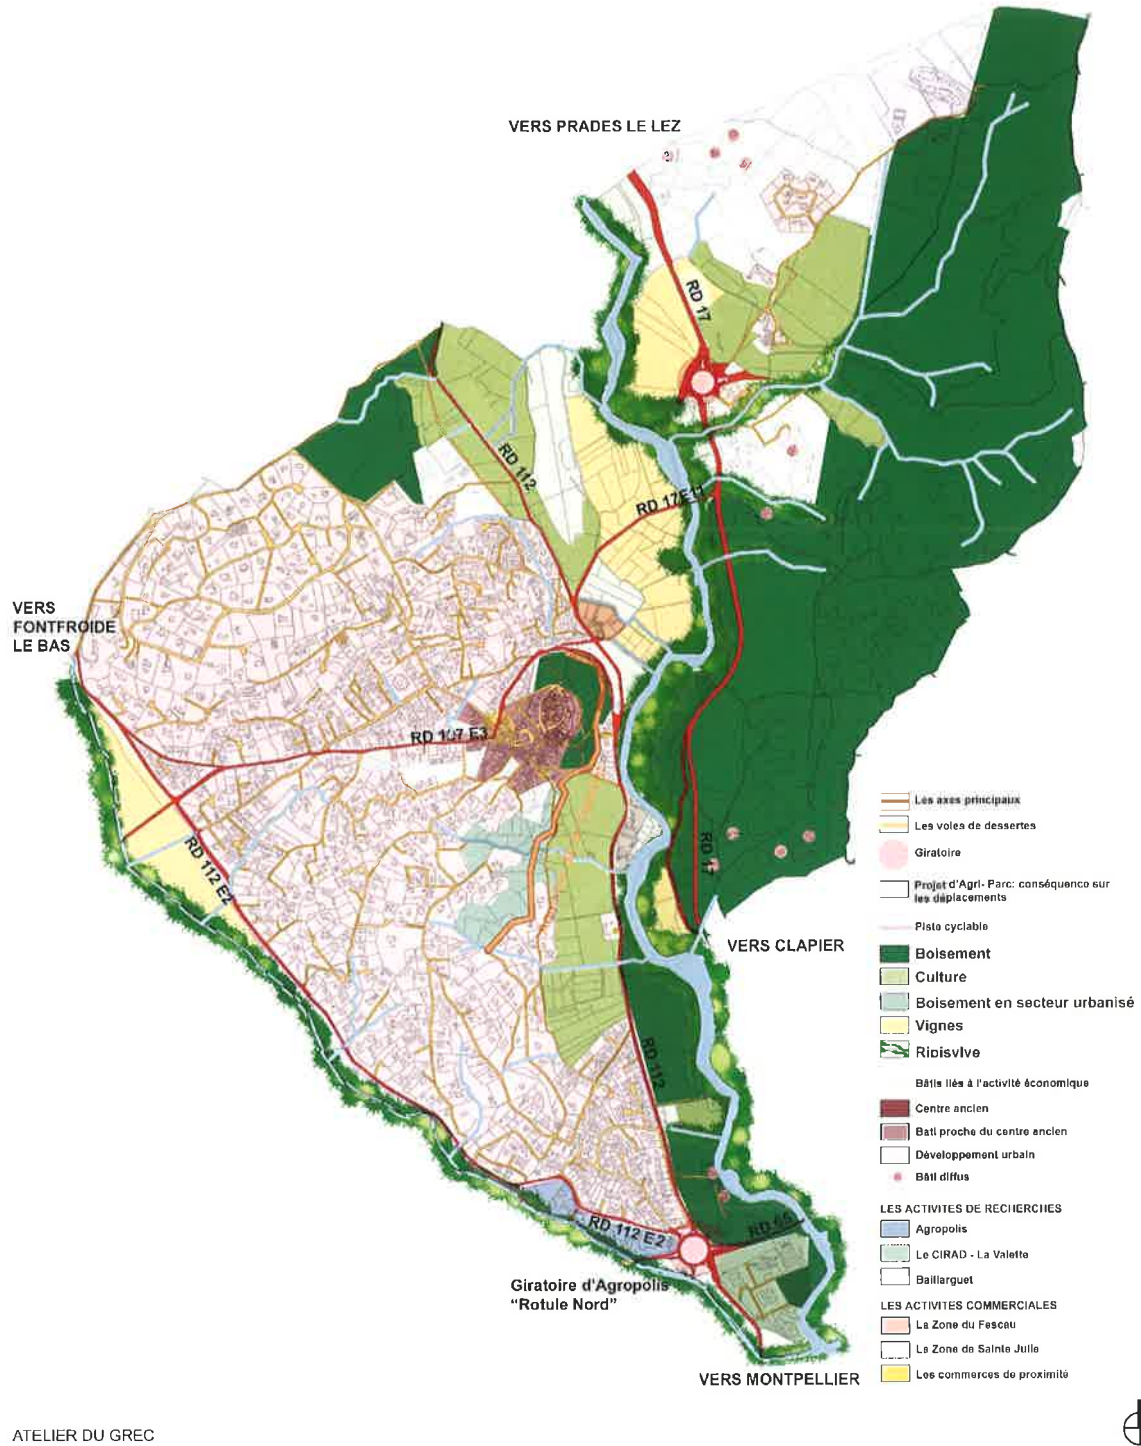 VERS PRADES LE LEZ
RD 17
RD 112
RD 17E11
VERS
FONTFROIDE
LE BAS
RD 107 E3
RD 112 E2
RD 17
VERS CLAPIER
RD 112
RD 65
RD 112 E2
Giratoire d'Agropolis
"Rotule Nord"
VERS MONTPELLIER
Les axes principaux
Les voies de dessertes
Giratoire
Projet d'Agri- Parc: conséquence sur
les déplacements
Piste cyclable
Boisement
Culture
Boisement en secteur urbanisé
Vignes
Ripisylve
Bâtis liés à l'activité économique
Centre ancien
Bati proche du centre ancien
Développement urbain
Bâti diffus
LES ACTIVITES DE RECHERCHES
Agropolis
Le CIRAD - La Valette
Baillarguet
LES ACTIVITES COMMERCIALES
La Zone du Fescau
La Zone de Sainte Julie
Les commerces de proximité
ATELIER DU GREC